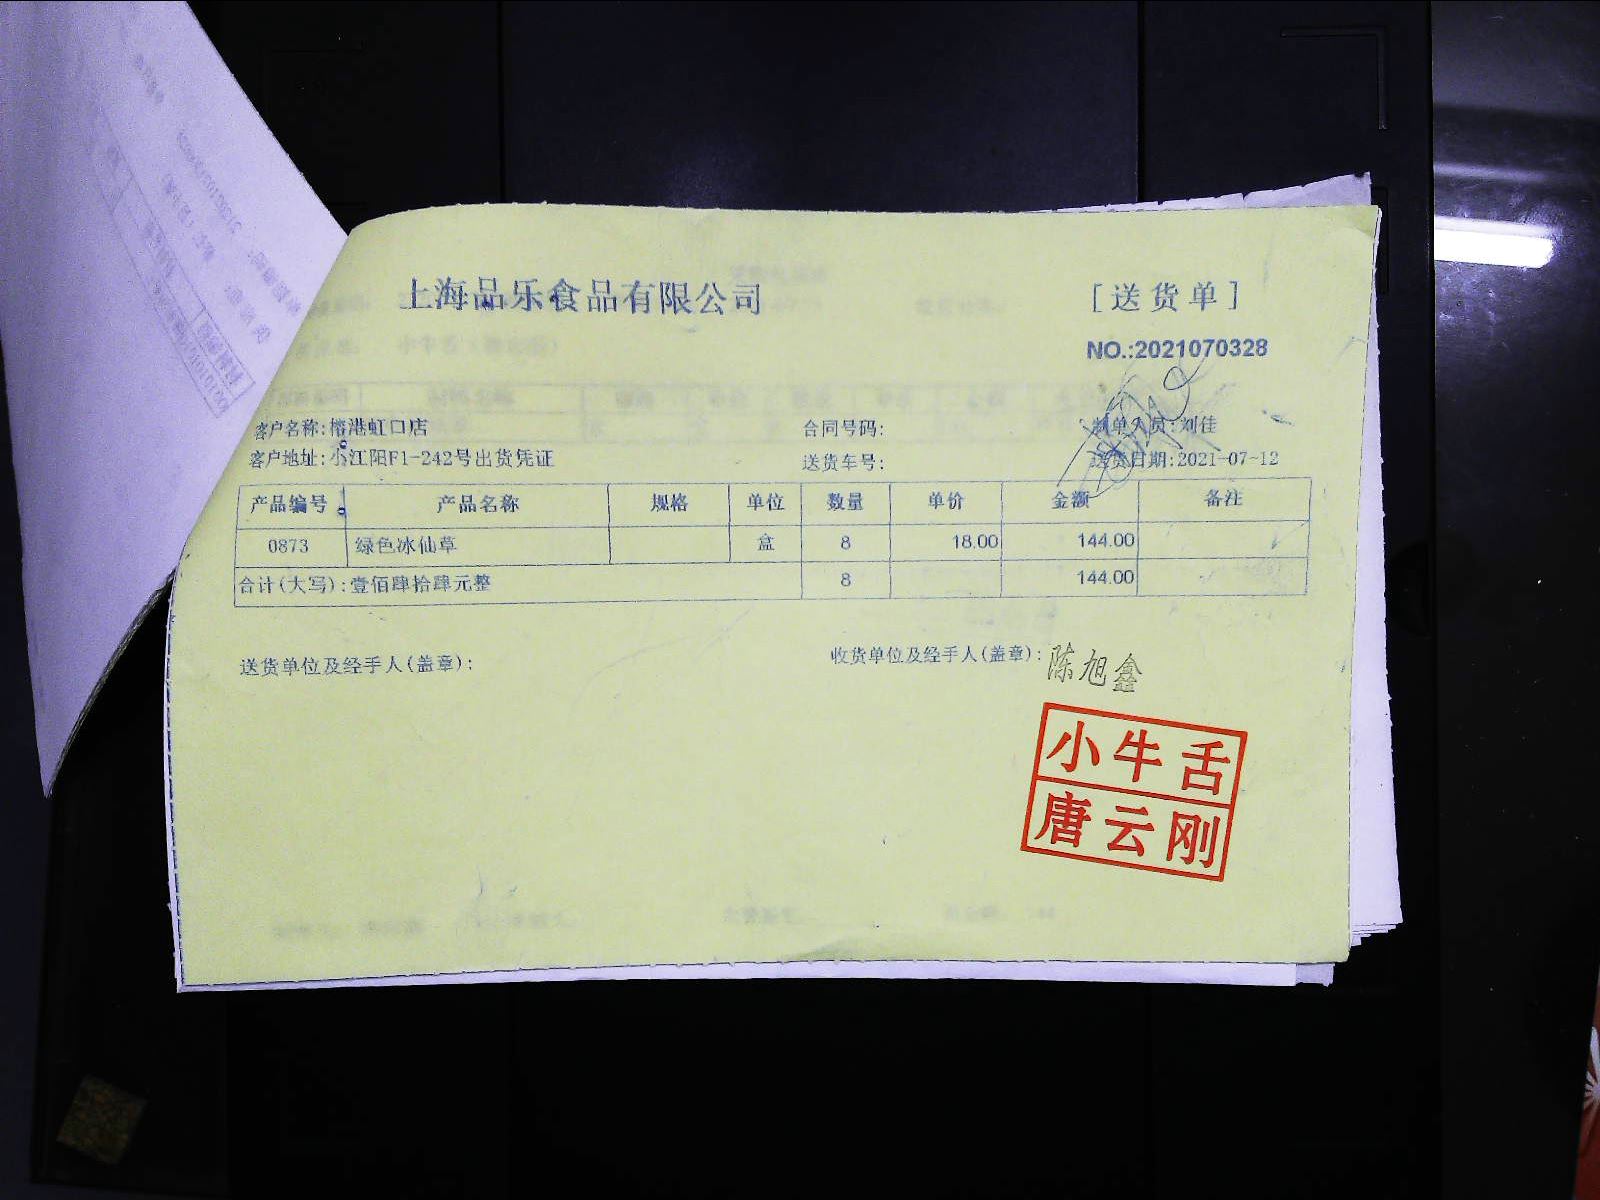 上海品乐食品有限公司
[送货单]
NO.:2021070328
客户名称:榕港虹口店 合同号码: 制单人员:刘佳
客户地址:小江阳F1-242号出货凭证 送货车号: 送货日期:2021-07-12
产品编号 产品名称 规格 单位 数量 单价 金额 备注
0873 绿色冰仙草 盒 8 18.00 144.00
合计(大写):壹佰肆拾肆元整 8 144.00
送货单位及经手人(盖章): 收货单位及经手人(盖章):陈旭鑫
小牛舌
唐云刚